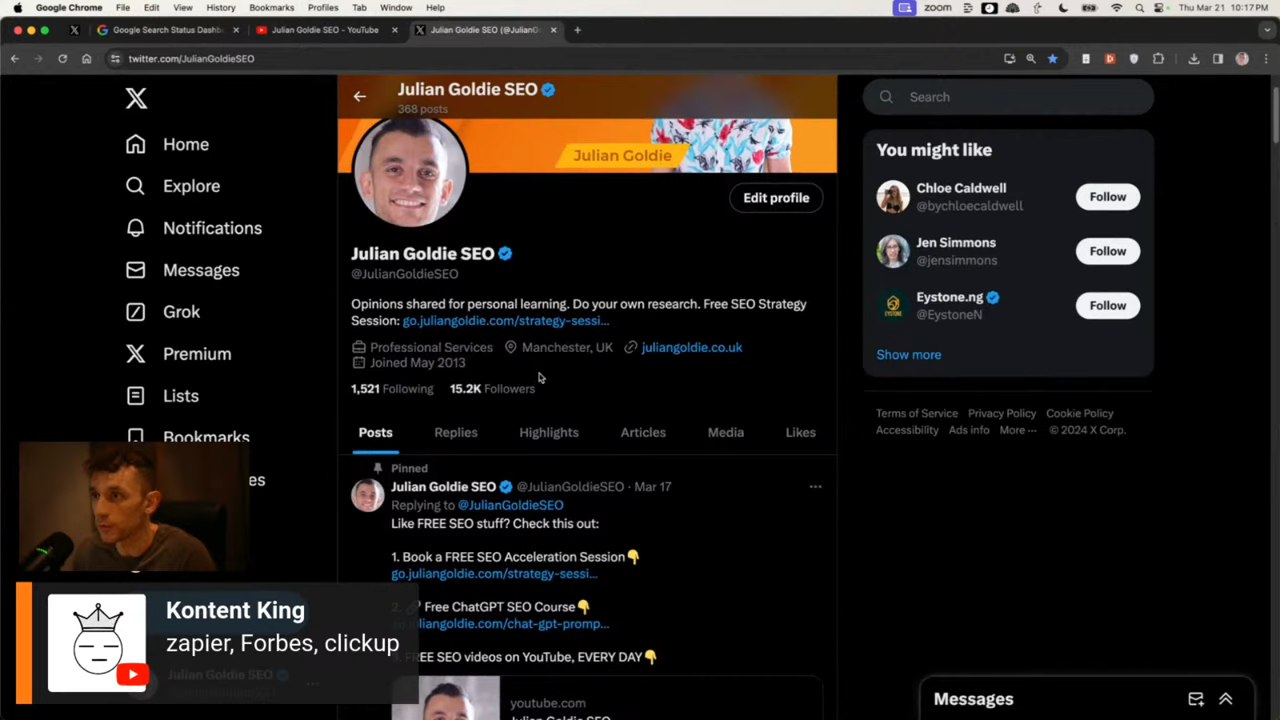 Google Chrome File Edit View History Bookmarks Profiles Tab Window Help
zoom Thu Mar 21 10:17 PM
Google Search Status Dashb
Julian Goldie SEO - YouTube
Julian Goldie SEO (@JulianG
twitter.com/JulianGoldieSEO
Home
Explore
Notifications
Messages
Grok
Premium
Lists
Bookmarks
es
Julian Goldie SEO
368 posts
Julian Goldie
Edit profile
Julian Goldie SEO
@JulianGoldieSEO
Opinions shared for personal learning. Do your own research. Free SEO Strategy
Session: go.juliangoldie.com/strategy-sessi...
Professional Services Manchester, UK juliangoldie.co.uk
Joined May 2013
1,521 Following 15.2K Followers
Posts Replies Highlights Articles Media Likes
Pinned
Julian Goldie SEO @JulianGoldieSEO · Mar 17
Replying to @JulianGoldieSEO
Like FREE SEO stuff? Check this out:
1. Book a FREE SEO Acceleration Session👇
go.juliangoldie.com/strategy-sessi...
Free ChatGPT SEO Course👇
juliangoldie.com/chat-gpt-promp...
FREE SEO videos on YouTube, EVERY DAY👇
youtube.com
Julian Goldie SEO
Search
You might like
Chloe Caldwell
@bychloecaldwell
Follow
Jen Simmons
@jensimmons
Follow
Eystone.ng
@EystoneN
Follow
Show more
Terms of Service Privacy Policy Cookie Policy
Accessibility Ads info More ··· © 2024 X Corp.
Messages
Kontent King
zapier, Forbes, clickup
Julian Goldie SEO